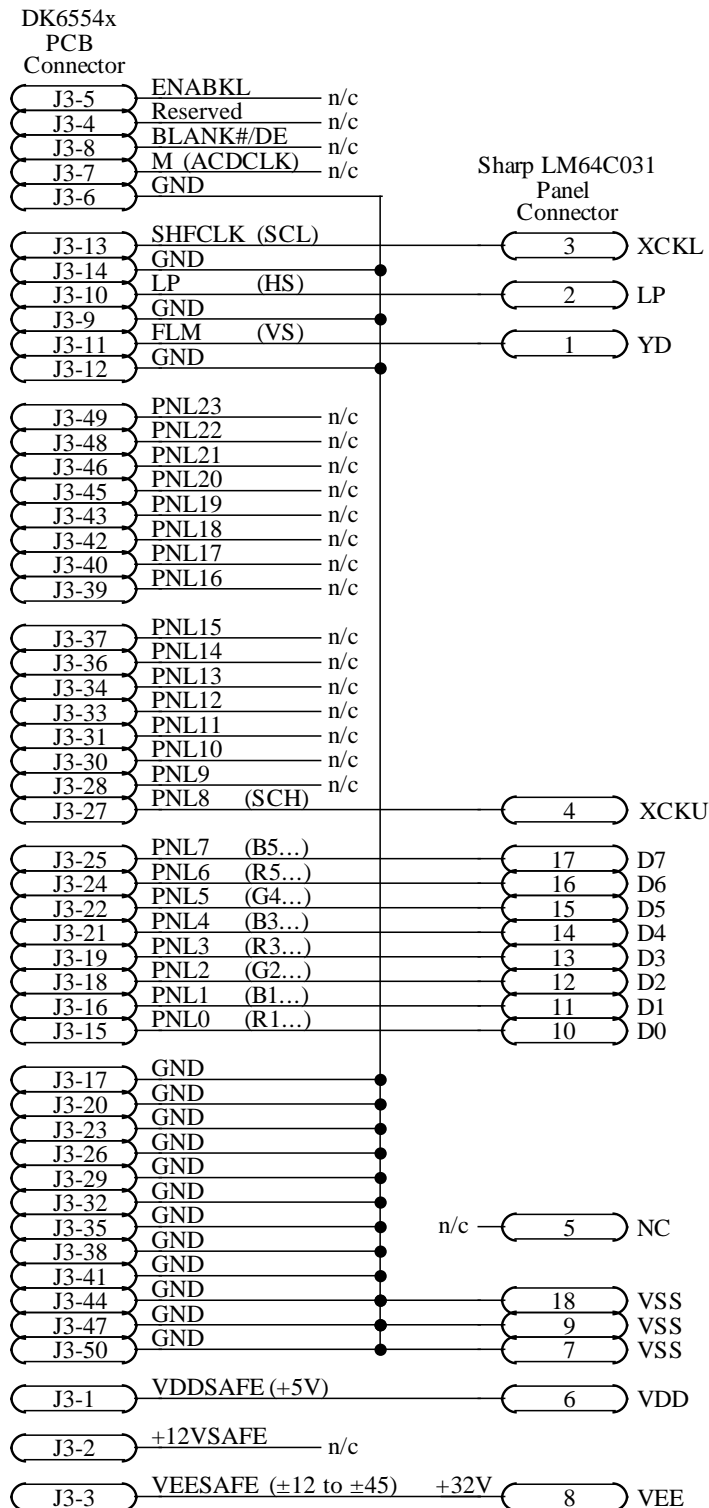 DK6554x
PCB
Connector
J3-5 ENABKL n/c
J3-4 Reserved n/c
J3-8 BLANK#/DE n/c
J3-7 M (ACDCLK) n/c
J3-6 GND
Sharp LM64C031
Panel
Connector
J3-13 SHFCLK (SCL) 3 XCKL
J3-14 GND
J3-10 LP (HS) 2 LP
J3-9 GND
J3-11 FLM (VS) 1 YD
J3-12 GND
J3-49 PNL23 n/c
J3-48 PNL22 n/c
J3-46 PNL21 n/c
J3-45 PNL20 n/c
J3-43 PNL19 n/c
J3-42 PNL18 n/c
J3-40 PNL17 n/c
J3-39 PNL16 n/c
J3-37 PNL15 n/c
J3-36 PNL14 n/c
J3-34 PNL13 n/c
J3-33 PNL12 n/c
J3-31 PNL11 n/c
J3-30 PNL10 n/c
J3-28 PNL9 n/c
J3-27 PNL8 (SCH) 4 XCKU
J3-25 PNL7 (B5...) 17 D7
J3-24 PNL6 (R5...) 16 D6
J3-22 PNL5 (G4...) 15 D5
J3-21 PNL4 (B3...) 14 D4
J3-19 PNL3 (R3...) 13 D3
J3-18 PNL2 (G2...) 12 D2
J3-16 PNL1 (B1...) 11 D1
J3-15 PNL0 (R1...) 10 D0
J3-17 GND
J3-20 GND
J3-23 GND
J3-26 GND
J3-29 GND
J3-32 GND
J3-35 GND n/c 5 NC
J3-38 GND
J3-41 GND
J3-44 GND 18 VSS
J3-47 GND 9 VSS
J3-50 GND 7 VSS
J3-1 VDDSAFE (+5V) 6 VDD
J3-2 +12VSAFE n/c
J3-3 VEESAFE (±12 to ±45) +32V 8 VEE